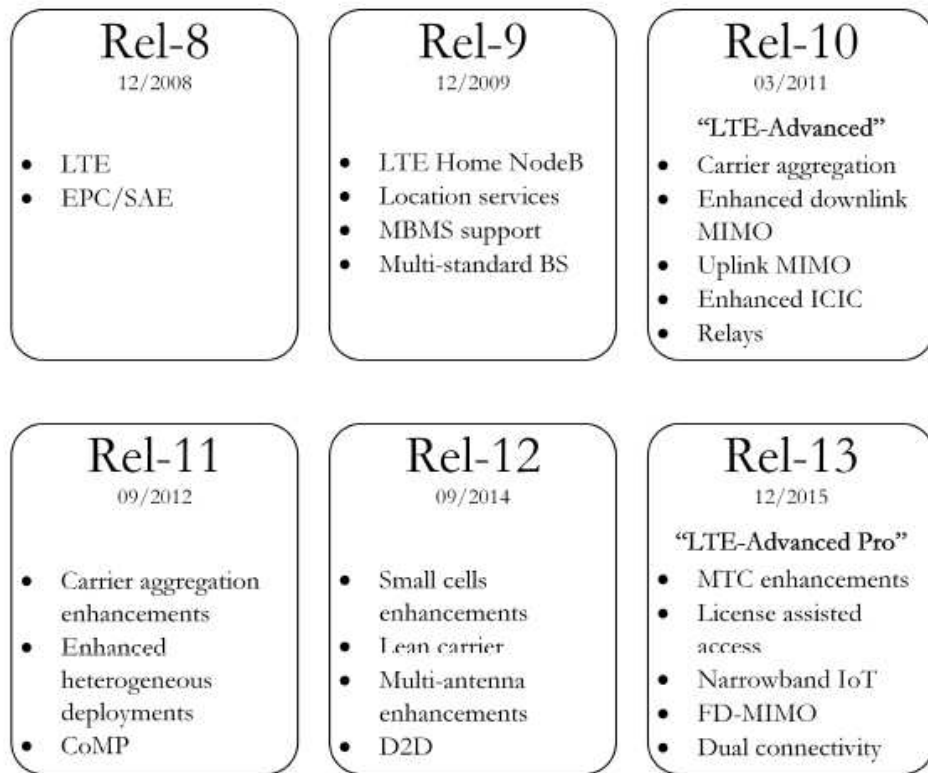 Rel-8
12/2008
• LTE
• EPC/SAE
Rel-9
12/2009
• LTE Home NodeB
• Location services
• MBMS support
• Multi-standard BS
Rel-10
03/2011
“LTE-Advanced”
• Carrier aggregation
• Enhanced downlink
MIMO
• Uplink MIMO
• Enhanced ICIC
• Relays
Rel-11
09/2012
• Carrier aggregation
enhancements
• Enhanced
heterogeneous
deployments
• CoMP
Rel-12
09/2014
• Small cells
enhancements
• Lean carrier
• Multi-antenna
enhancements
• D2D
Rel-13
12/2015
“LTE-Advanced Pro”
• MTC enhancements
• License assisted
access
• Narrowband IoT
• FD-MIMO
• Dual connectivity